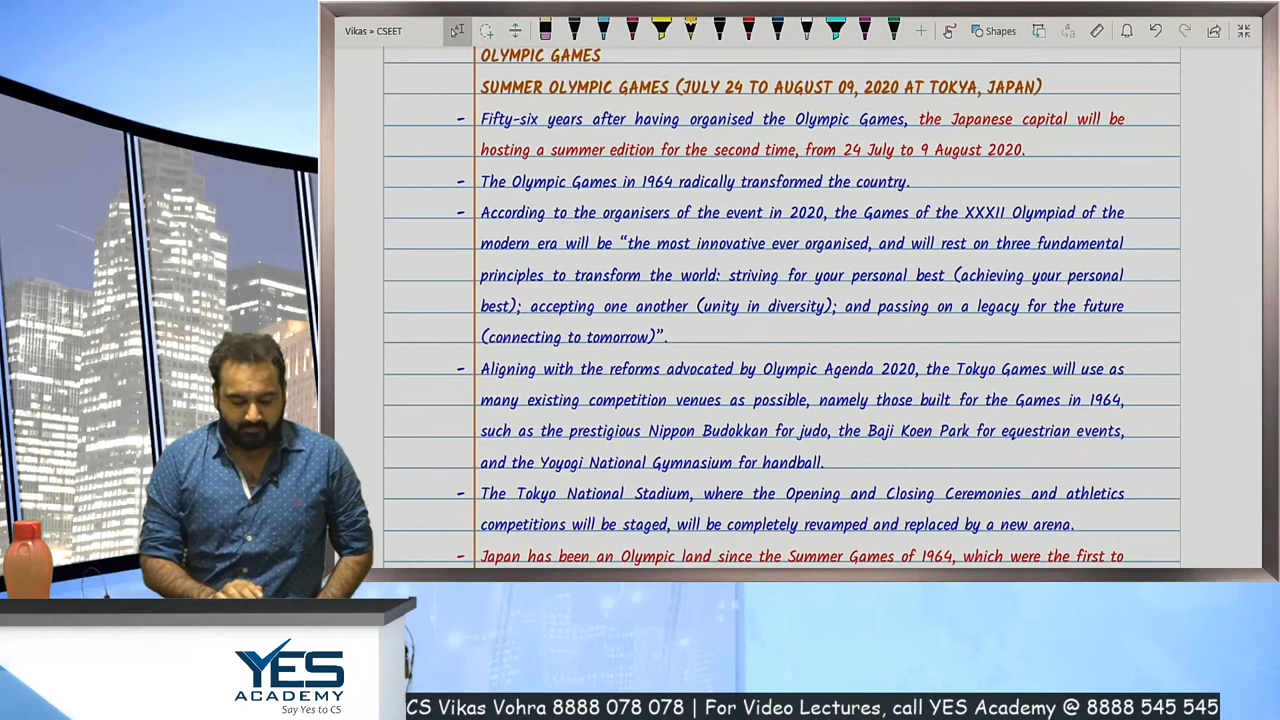 Vikas » CSEET
Shapes
OLYMPIC GAMES
SUMMER OLYMPIC GAMES (JULY 24 TO AUGUST 09, 2020 AT TOKYA, JAPAN)
- Fifty-six years after having organised the Olympic Games, the Japanese capital will be
hosting a summer edition for the second time, from 24 July to 9 August 2020.
- The Olympic Games in 1964 radically transformed the country.
- According to the organisers of the event in 2020, the Games of the XXXII Olympiad of the
modern era will be “the most innovative ever organised, and will rest on three fundamental
principles to transform the world: striving for your personal best (achieving your personal
best); accepting one another (unity in diversity); and passing on a legacy for the future
(connecting to tomorrow)”.
- Aligning with the reforms advocated by Olympic Agenda 2020, the Tokyo Games will use as
many existing competition venues as possible, namely those built for the Games in 1964,
such as the prestigious Nippon Budokkan for judo, the Baji Koen Park for equestrian events,
and the Yoyogi National Gymnasium for handball.
- The Tokyo National Stadium, where the Opening and Closing Ceremonies and athletics
competitions will be staged, will be completely revamped and replaced by a new arena.
- Japan has been an Olympic land since the Summer Games of 1964, which were the first to
YES
ACADEMY
Say Yes to CS
CS Vikas Vohra 8888 078 078 | For Video Lectures, call YES Academy @ 8888 545 545